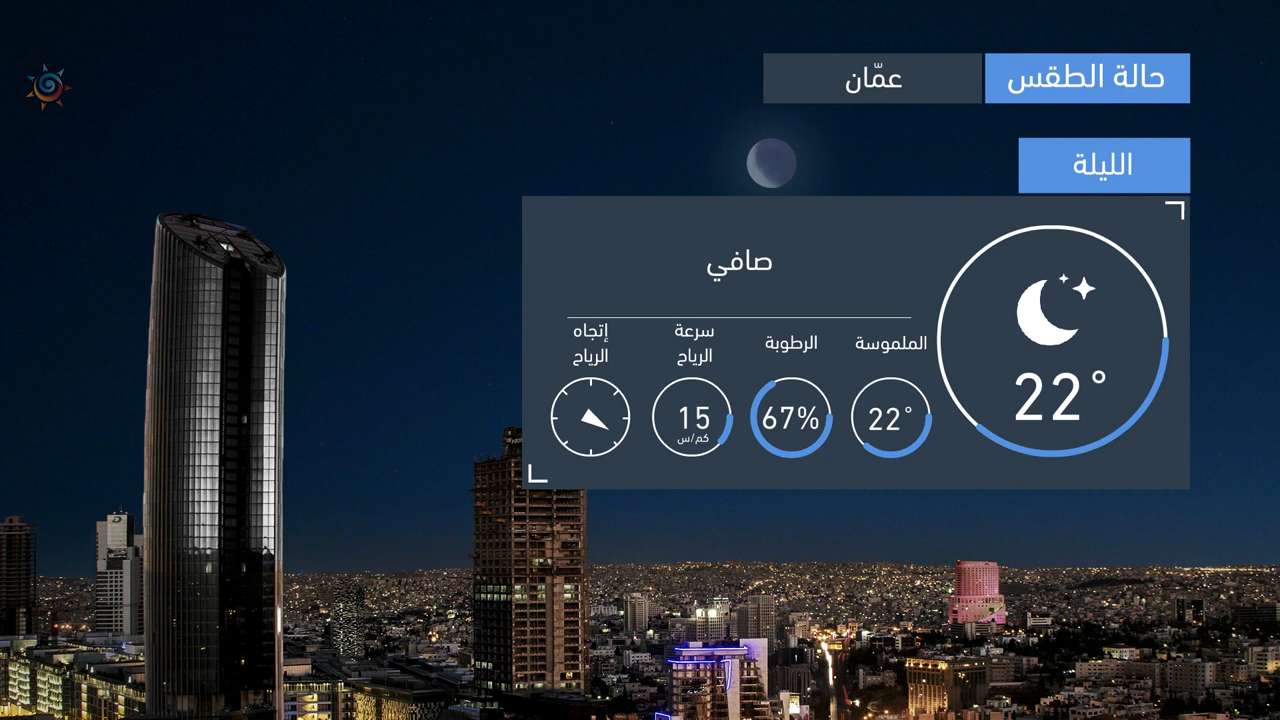 حالة الطقس
عمّان
الليلة
صافي
22°
الملموسة
22°
الرطوبة
67%
سرعة
الرياح
15
كم/س
إتجاه
الرياح